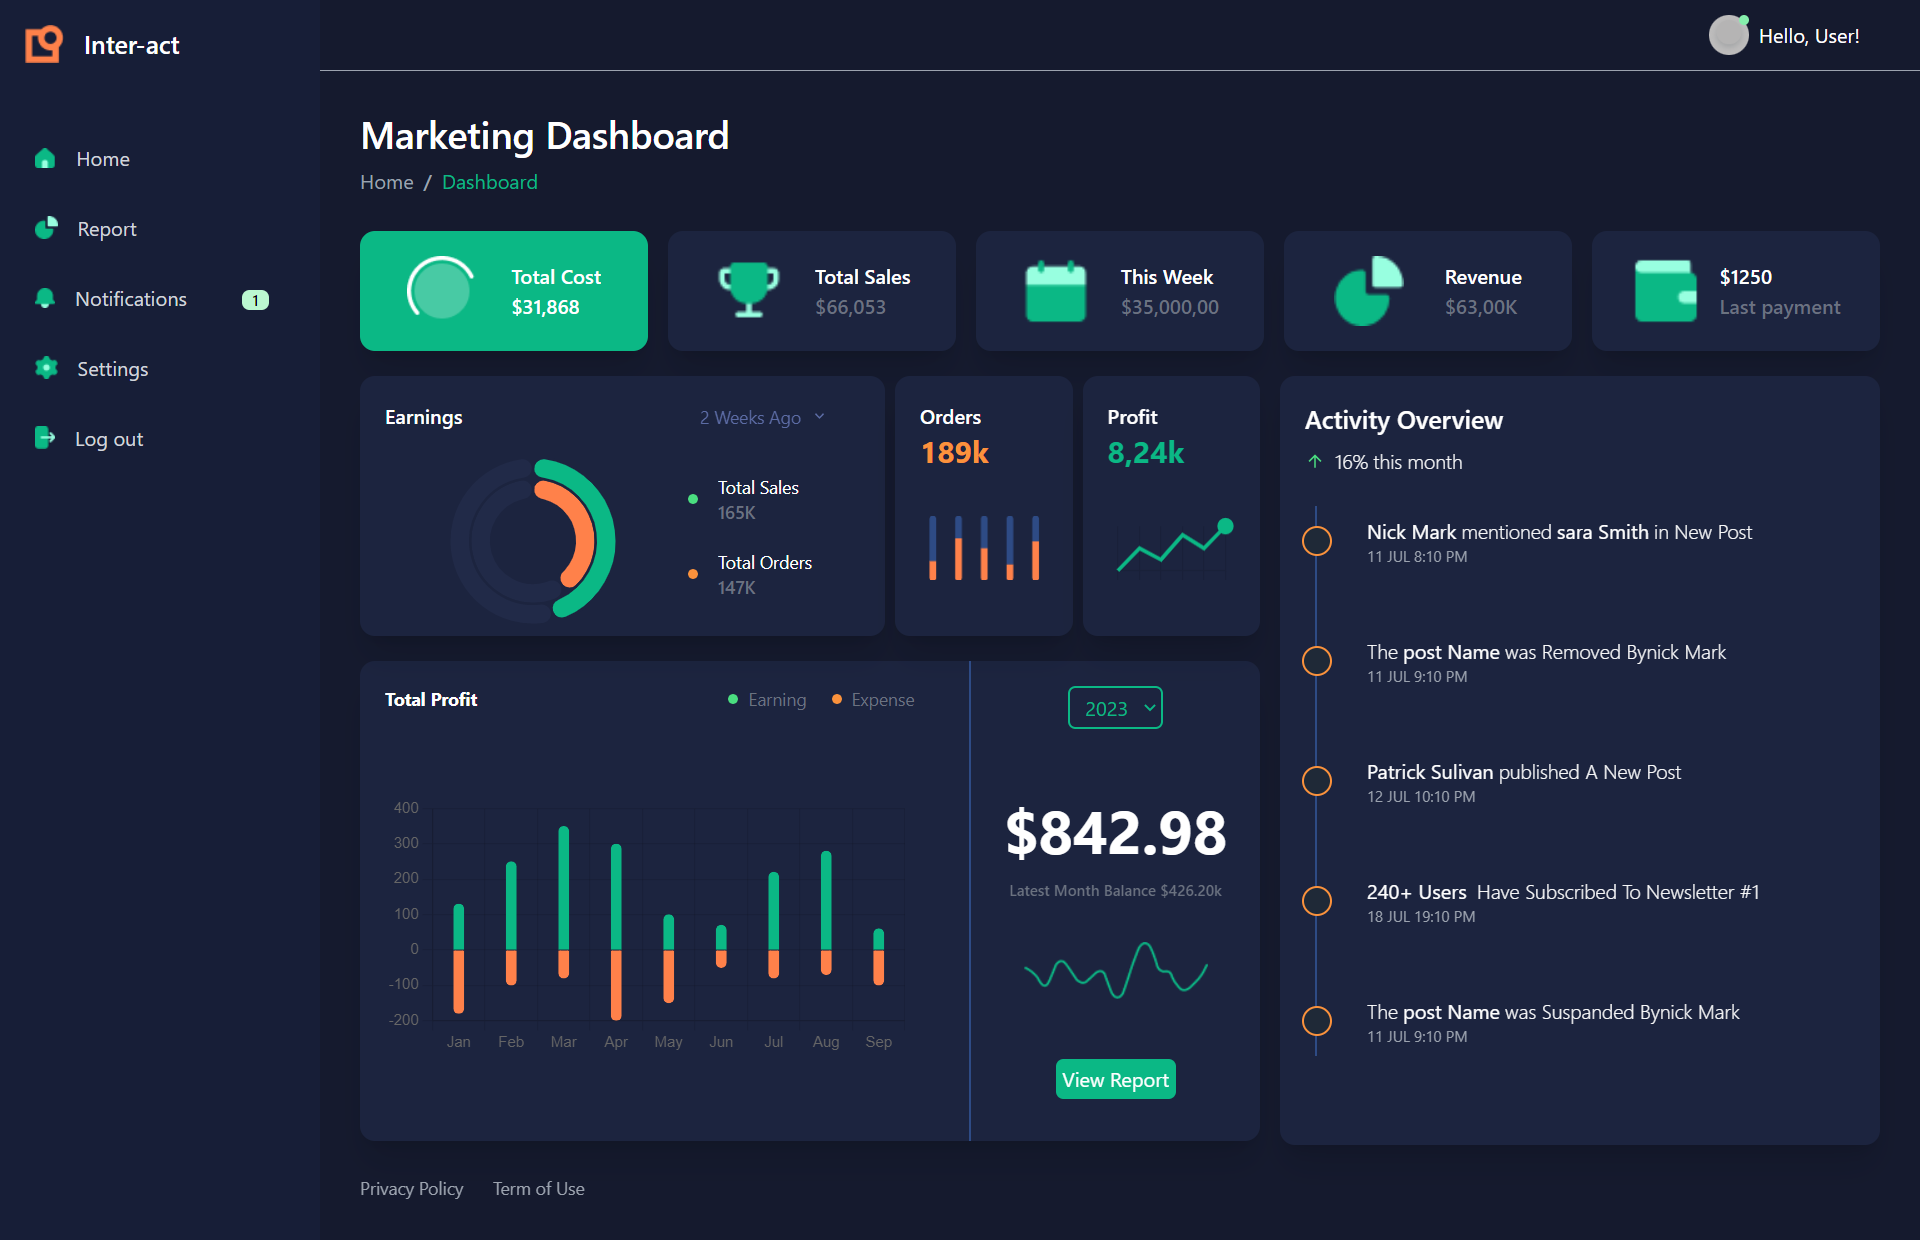 Inter-act
Hello, User!
Home
Report
Notifications
1
Settings
Log out
Marketing Dashboard
Home / Dashboard
Total Cost
$31,868
Total Sales
$66,053
This Week
$35,000,00
Revenue
$63,00K
$1250
Last payment
Earnings
2 Weeks Ago
Total Sales
165K
Total Orders
147K
Orders
189k
Profit
8,24k
Activity Overview
16% this month
Nick Mark mentioned sara Smith in New Post
11 JUL 8:10 PM
The post Name was Removed Bynick Mark
11 JUL 9:10 PM
Patrick Sulivan published A New Post
12 JUL 10:10 PM
240+ Users Have Subscribed To Newsletter #1
18 JUL 19:10 PM
The post Name was Suspanded Bynick Mark
11 JUL 9:10 PM
Total Profit
Earning
Expense
400
300
200
100
0
-100
-200
Jan Feb Mar Apr May Jun Jul Aug Sep
2023
$842.98
Latest Month Balance $426.20k
View Report
Privacy Policy
Term of Use